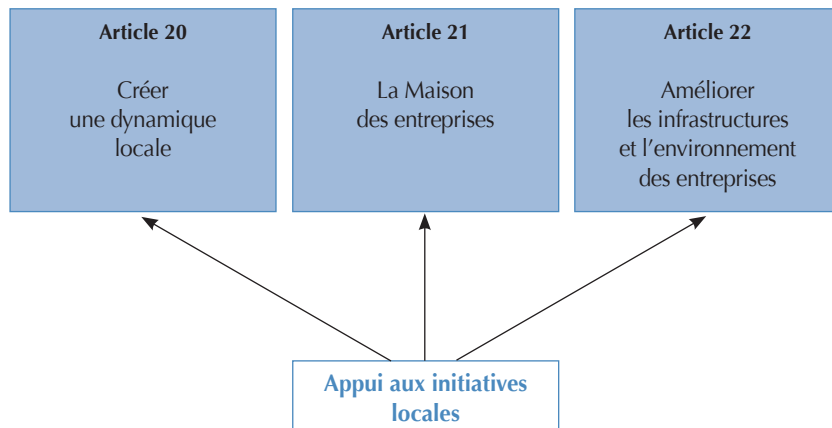 Article 20
Créer
une dynamique
locale
Article 21
La Maison
des entreprises
Article 22
Améliorer
les infrastructures
et l’environnement
des entreprises
Appui aux initiatives
locales